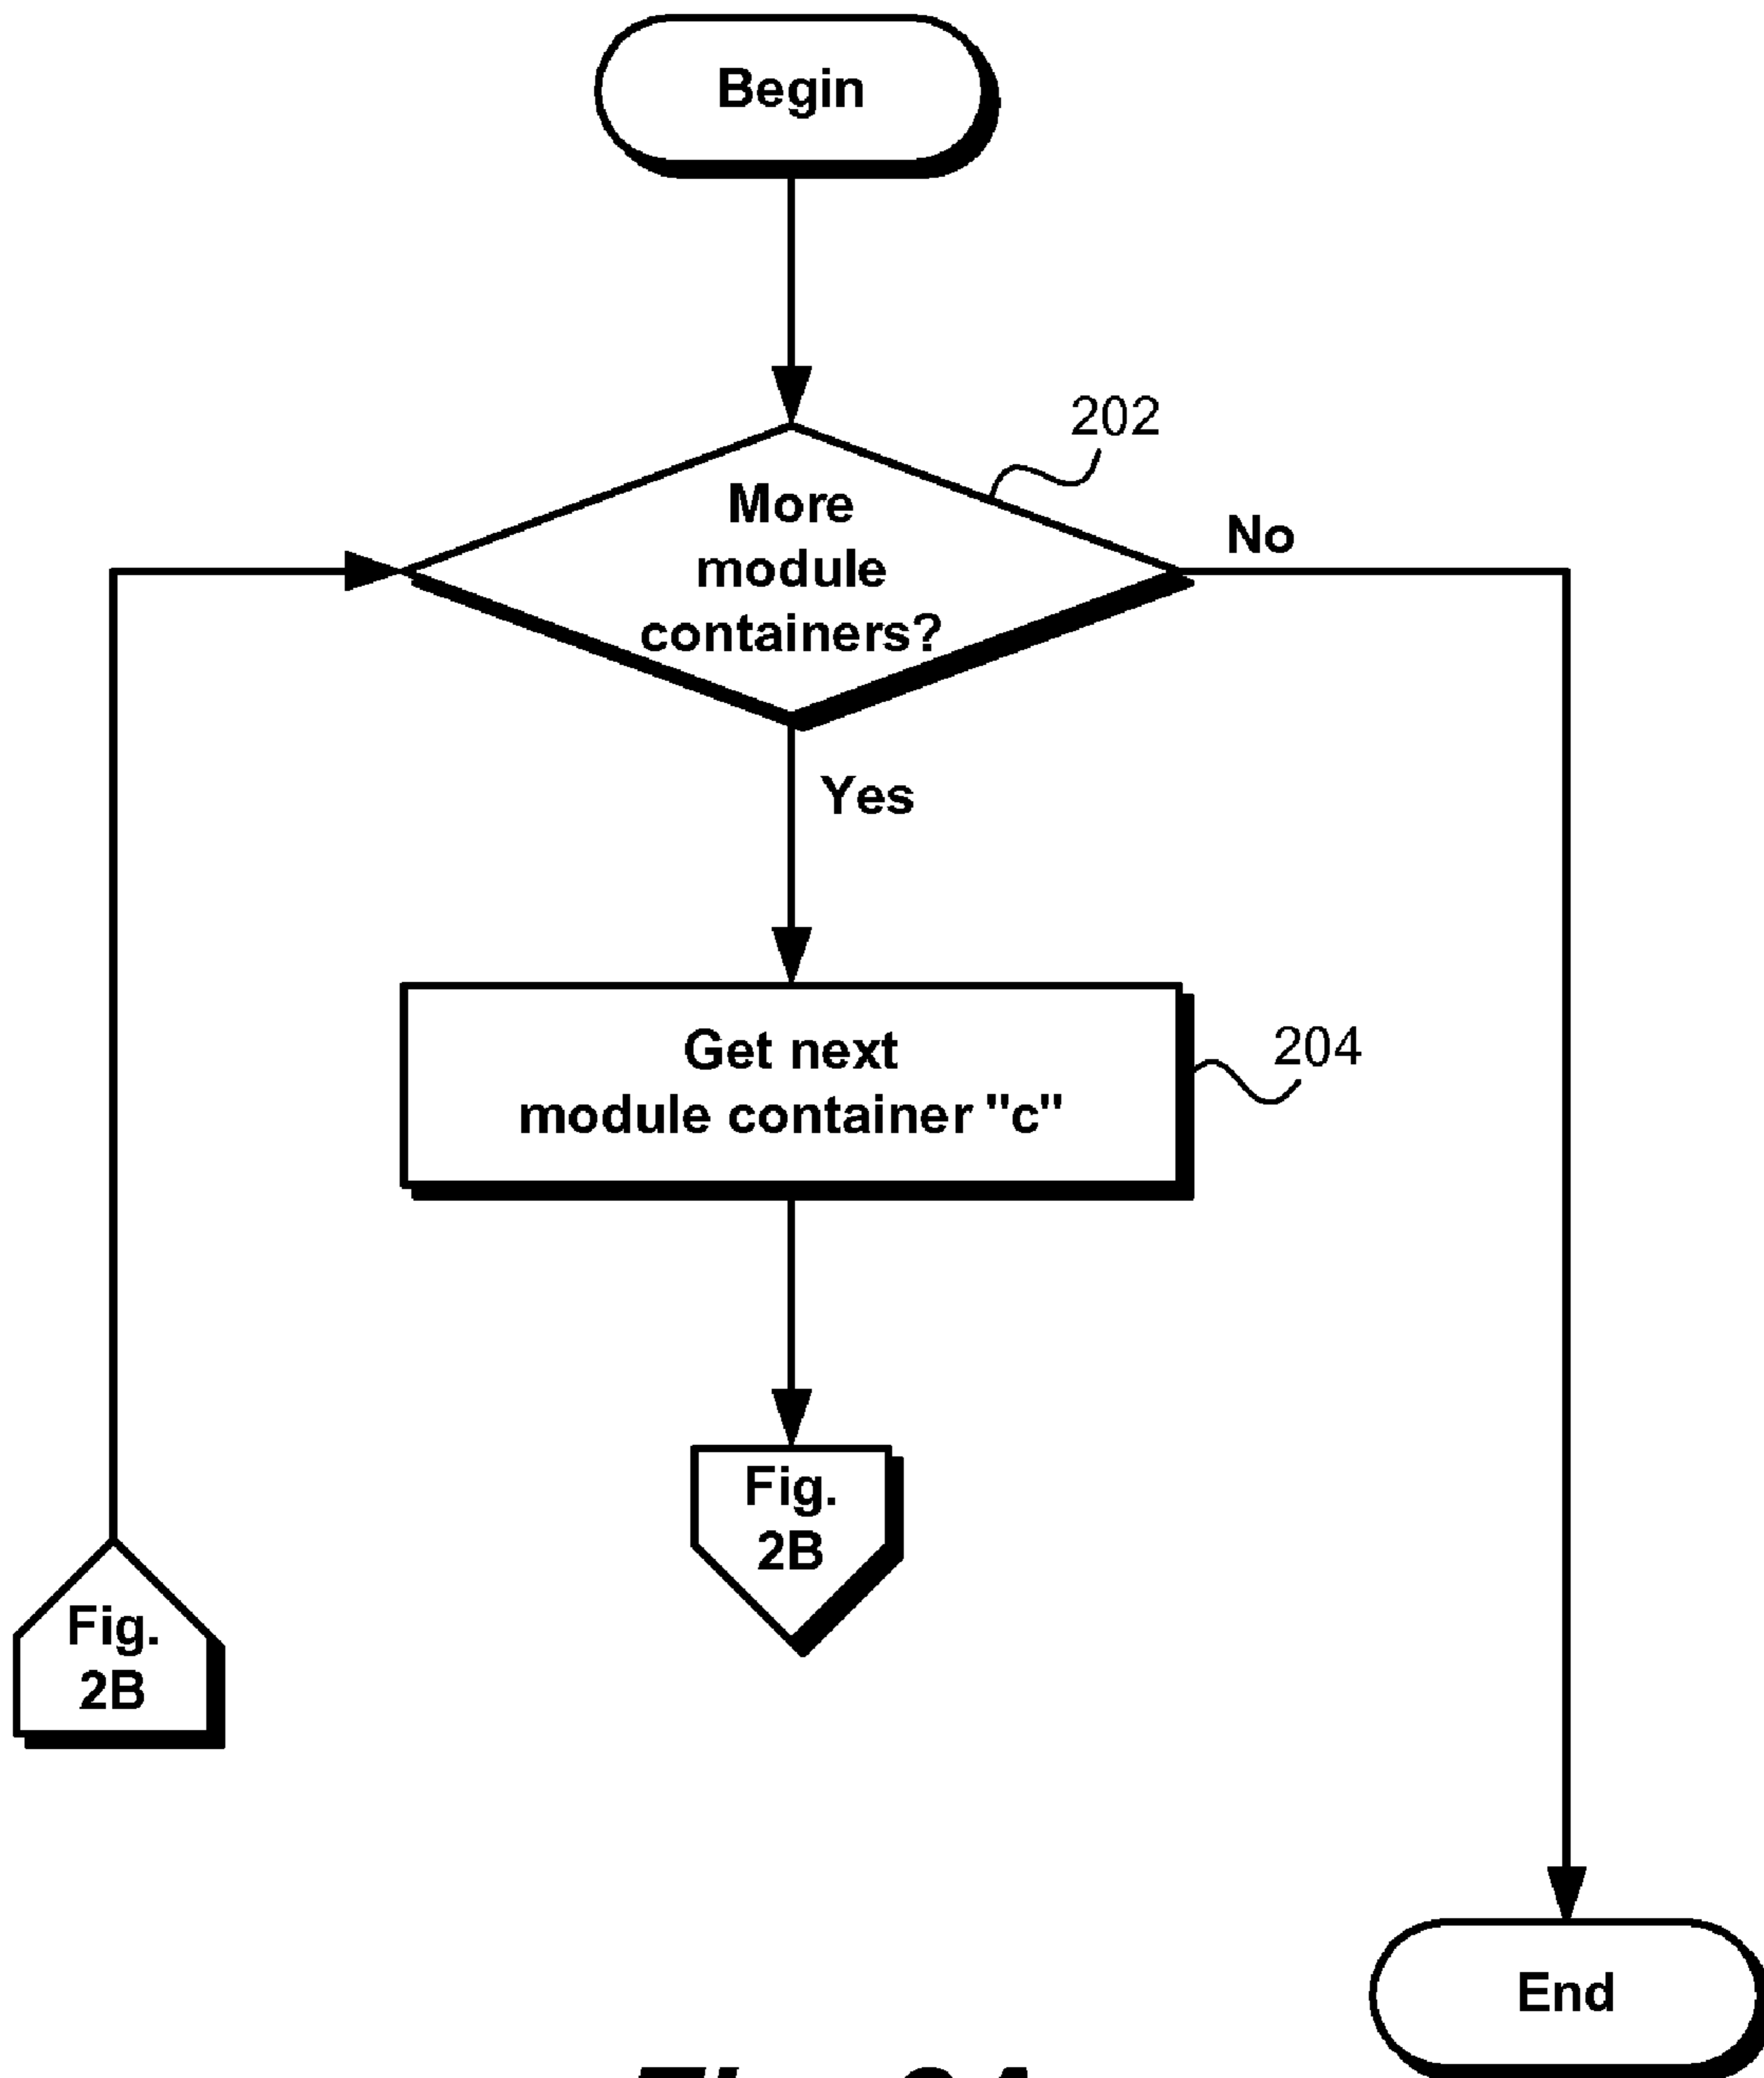 Begin
202
More
module
containers?
No
Yes
Get next
module container "c"
204
Fig.
2B
Fig.
2B
End